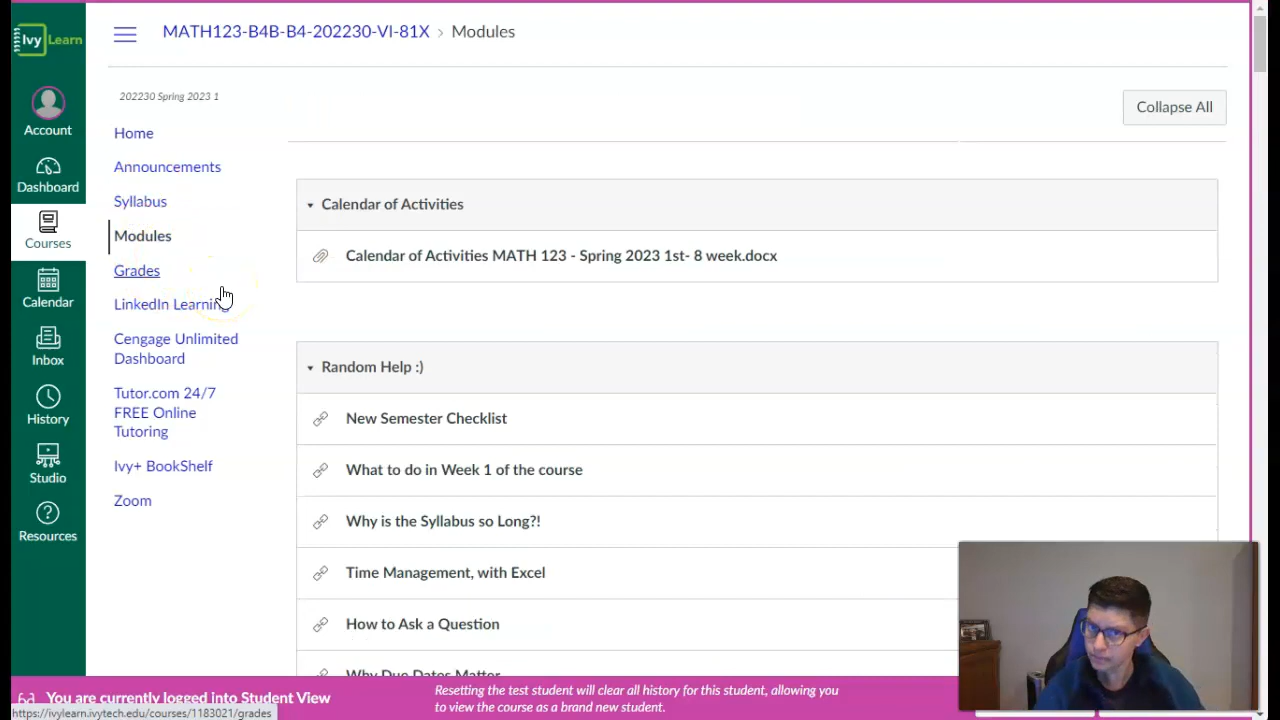 Ivy Learn
MATH123-B4B-B4-202230-VI-81X › Modules
Account
Dashboard
Courses
Calendar
Inbox
History
Studio
Resources
202230 Spring 2023 1
Home
Announcements
Syllabus
Modules
Grades
LinkedIn Learning
Cengage Unlimited
Dashboard
Tutor.com 24/7
FREE Online
Tutoring
Ivy+ BookShelf
Zoom
Collapse All
Calendar of Activities
Calendar of Activities MATH 123 - Spring 2023 1st- 8 week.docx
Random Help :)
New Semester Checklist
What to do in Week 1 of the course
Why is the Syllabus so Long?!
Time Management, with Excel
How to Ask a Question
Why Due Dates Matter
You are currently logged into Student View
Resetting the test student will clear all history for this student, allowing you
to view the course as a brand new student.
https://ivylearn.ivytech.edu/courses/1183021/grades